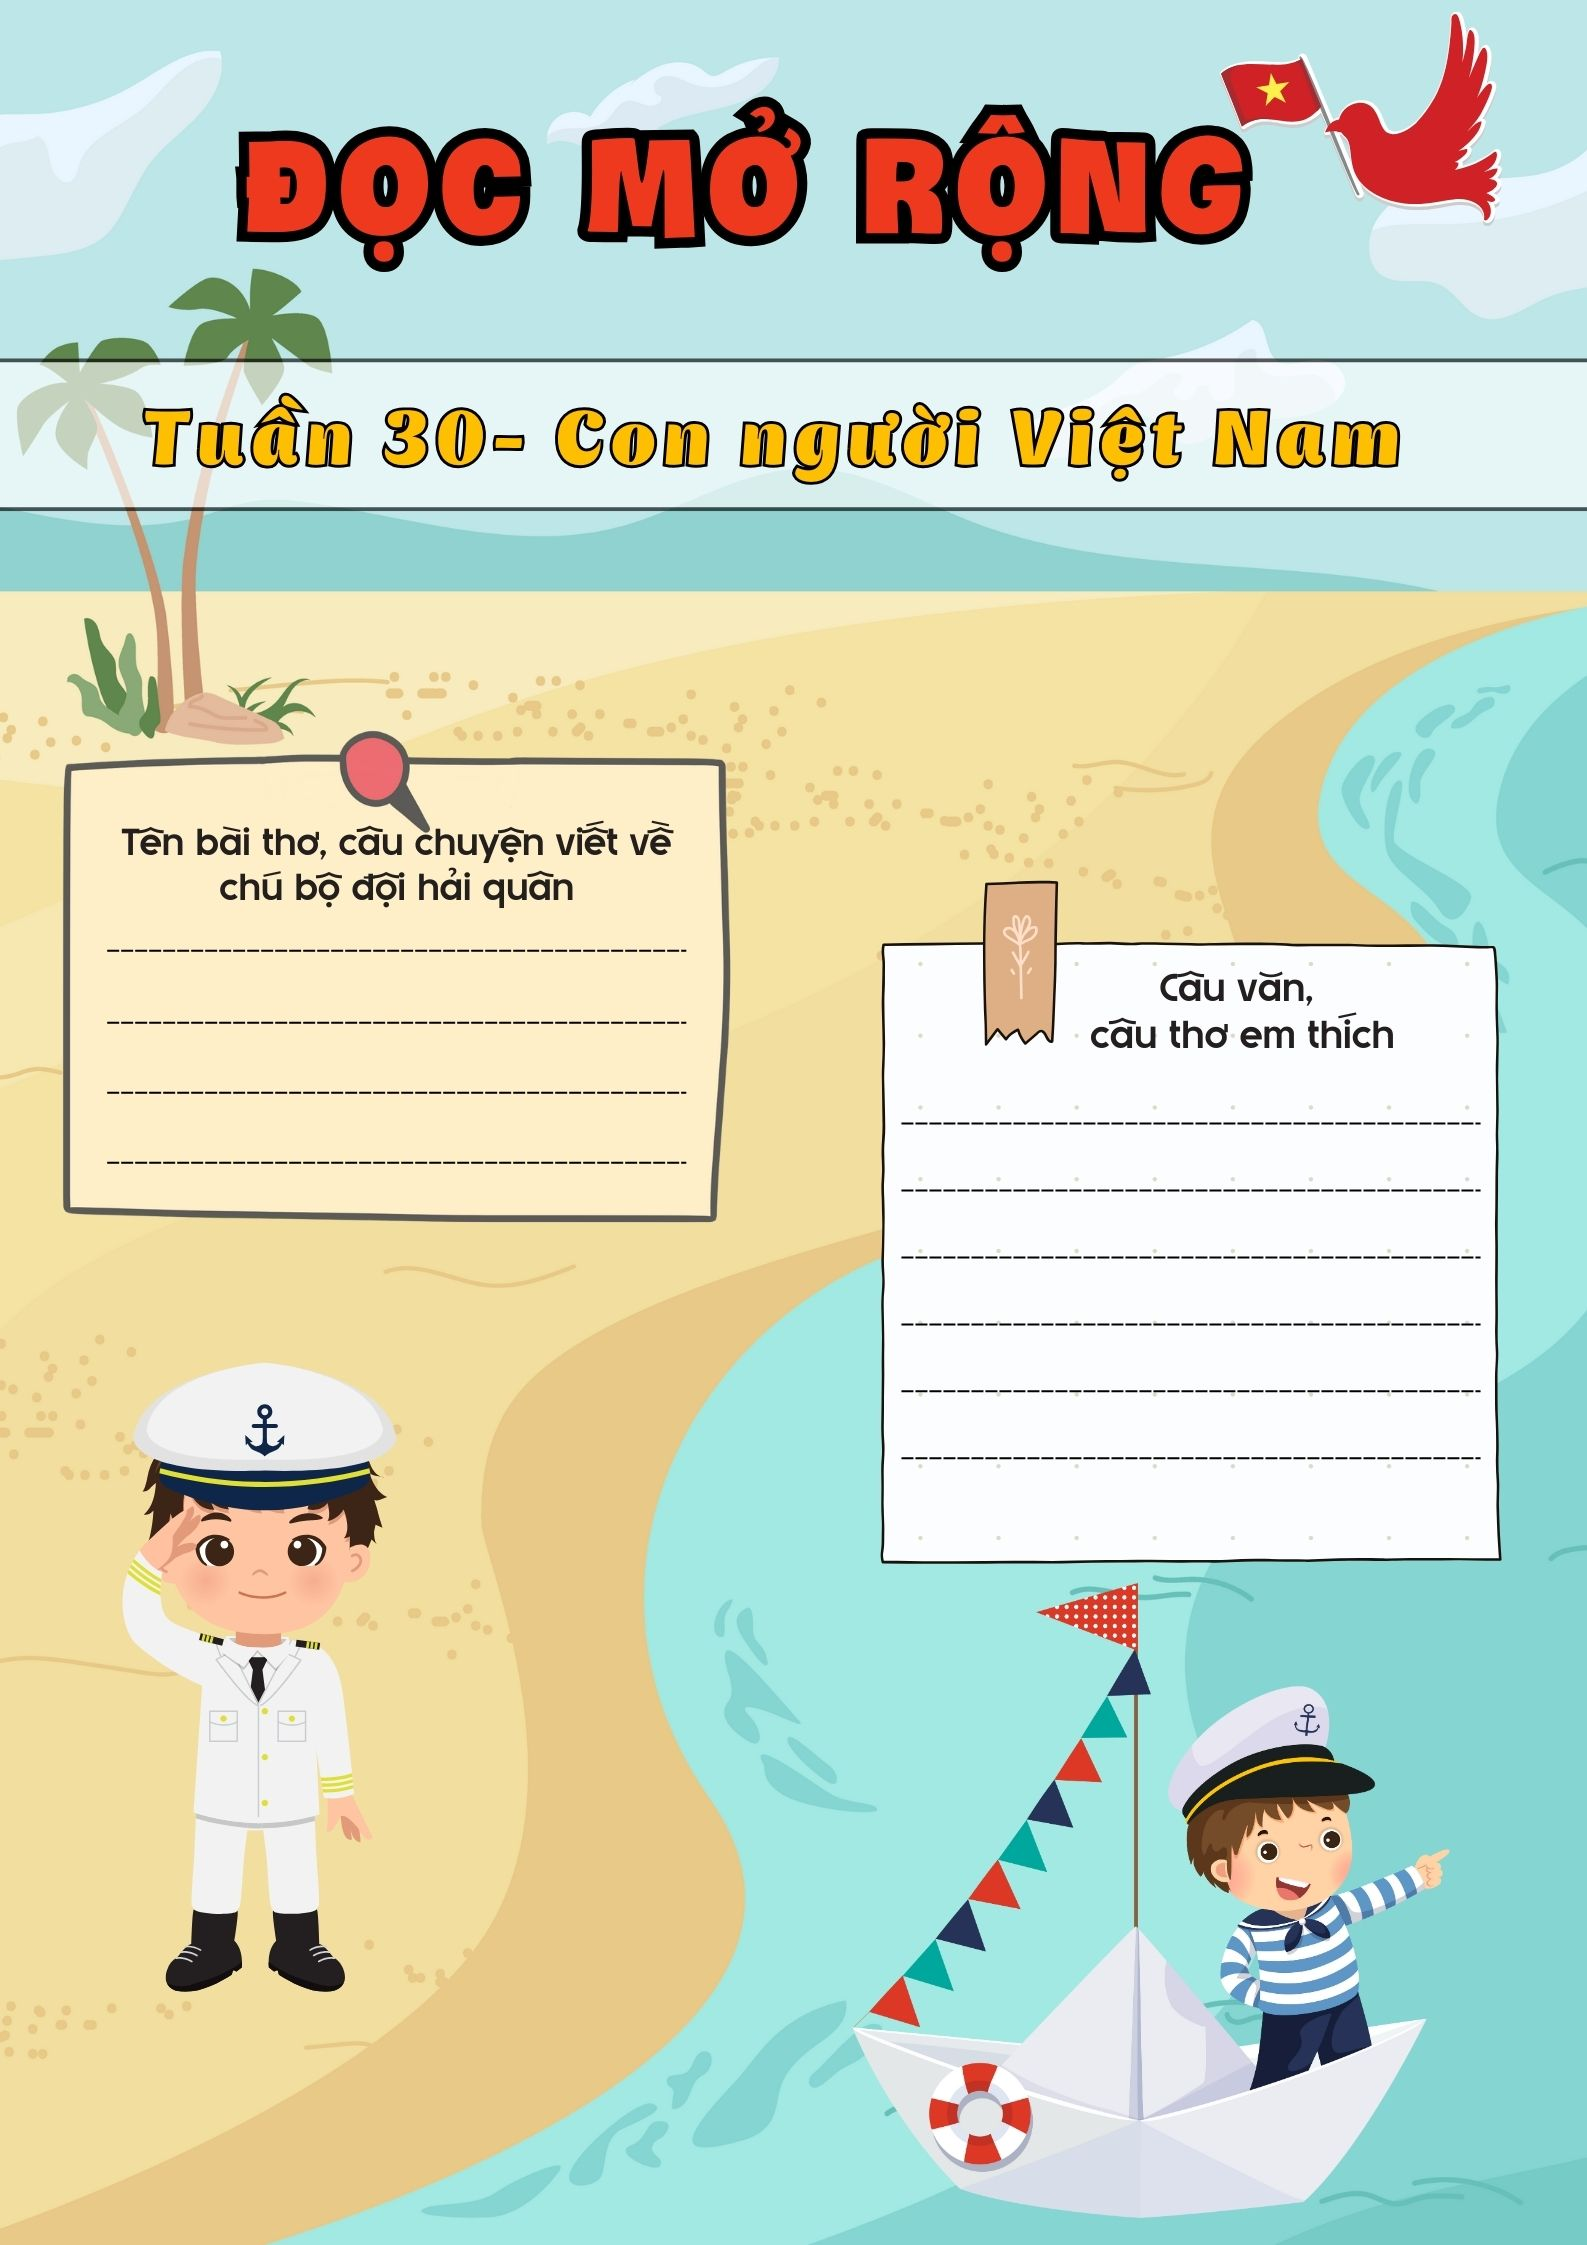 ĐỌC MỞ RỘNG
Tuần 30- Con người Việt Nam
Tên bài thơ, câu chuyện viết về
chú bộ đội hải quân
Câu văn,
câu thơ em thích